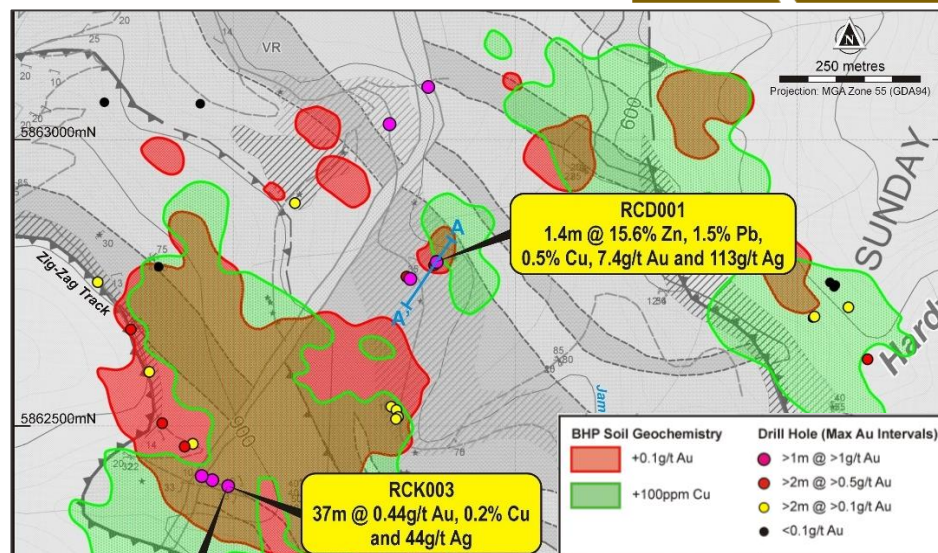 VR
N
250 metres
Projection: MGA Zone 55 (GDA94)
5863000mN
600
SUNDAY
RCD001
1.4m @ 15.6% Zn, 1.5% Pb,
0.5% Cu, 7.4g/t Au and 113g/t Ag
A
A'
Zig-Zag Track
Hard
Jam
5862500mN
900
78
RCK003
37m @ 0.44g/t Au, 0.2% Cu
and 44g/t Ag
BHP Soil Geochemistry
+0.1g/t Au
+100ppm Cu
Drill Hole (Max Au Intervals)
>1m @ >1g/t Au
>2m @ >0.5g/t Au
>2m @ >0.1g/t Au
<0.1g/t Au